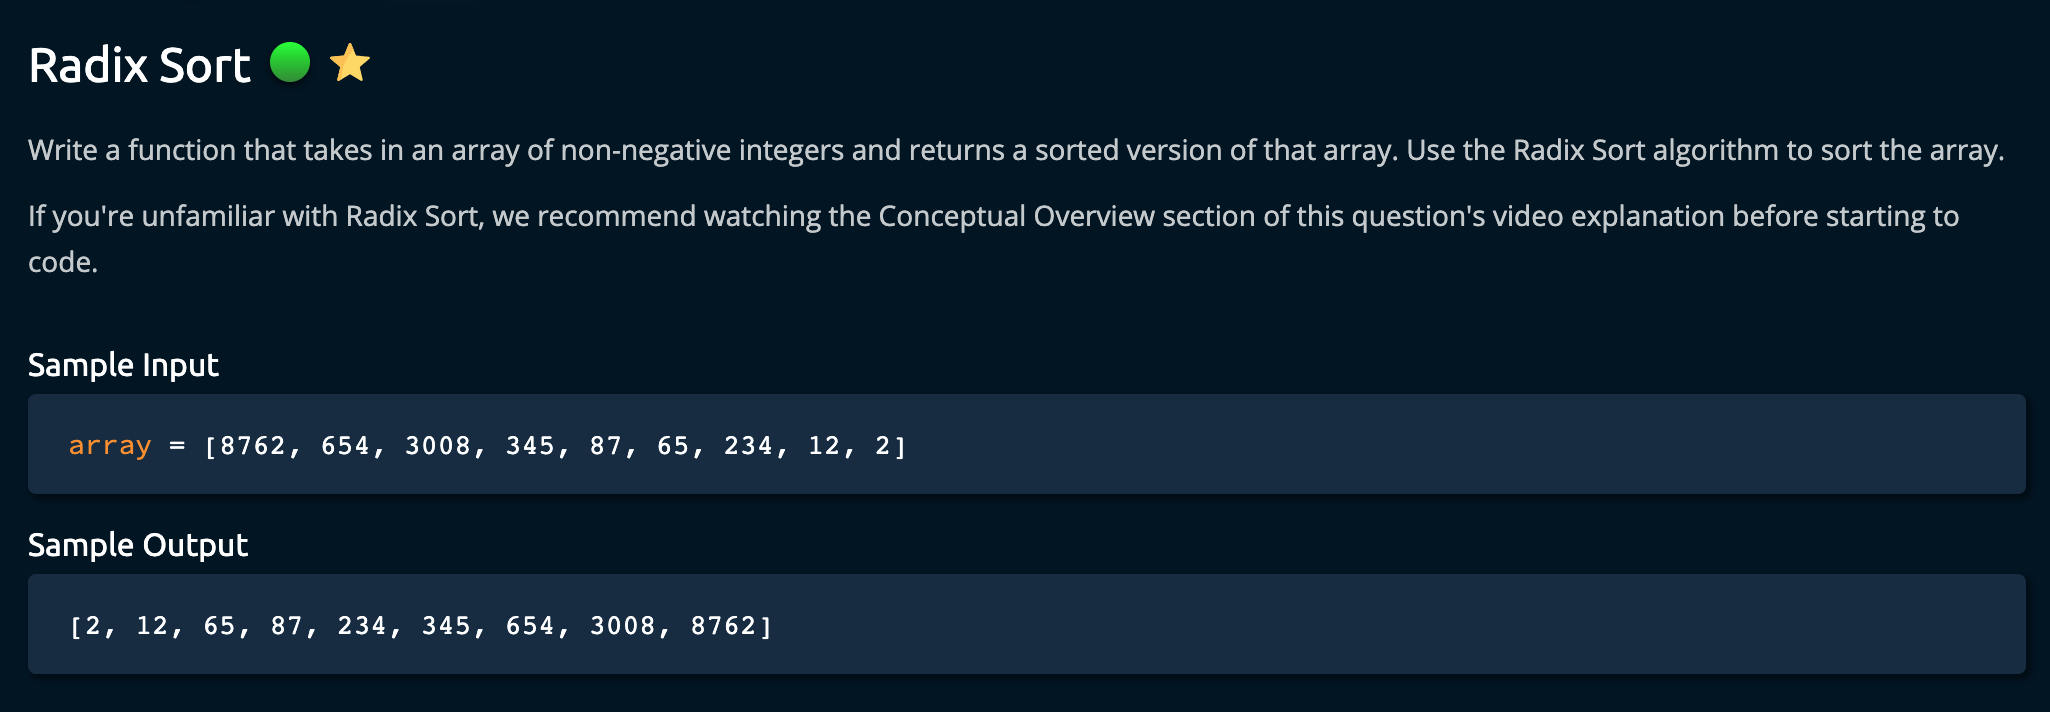 Radix Sort
Write a function that takes in an array of non-negative integers and returns a sorted version of that array. Use the Radix Sort algorithm to sort the array.
If you're unfamiliar with Radix Sort, we recommend watching the Conceptual Overview section of this question's video explanation before starting to
code.
Sample Input
array = [8762, 654, 3008, 345, 87, 65, 234, 12, 2]
Sample Output
[2, 12, 65, 87, 234, 345, 654, 3008, 8762]